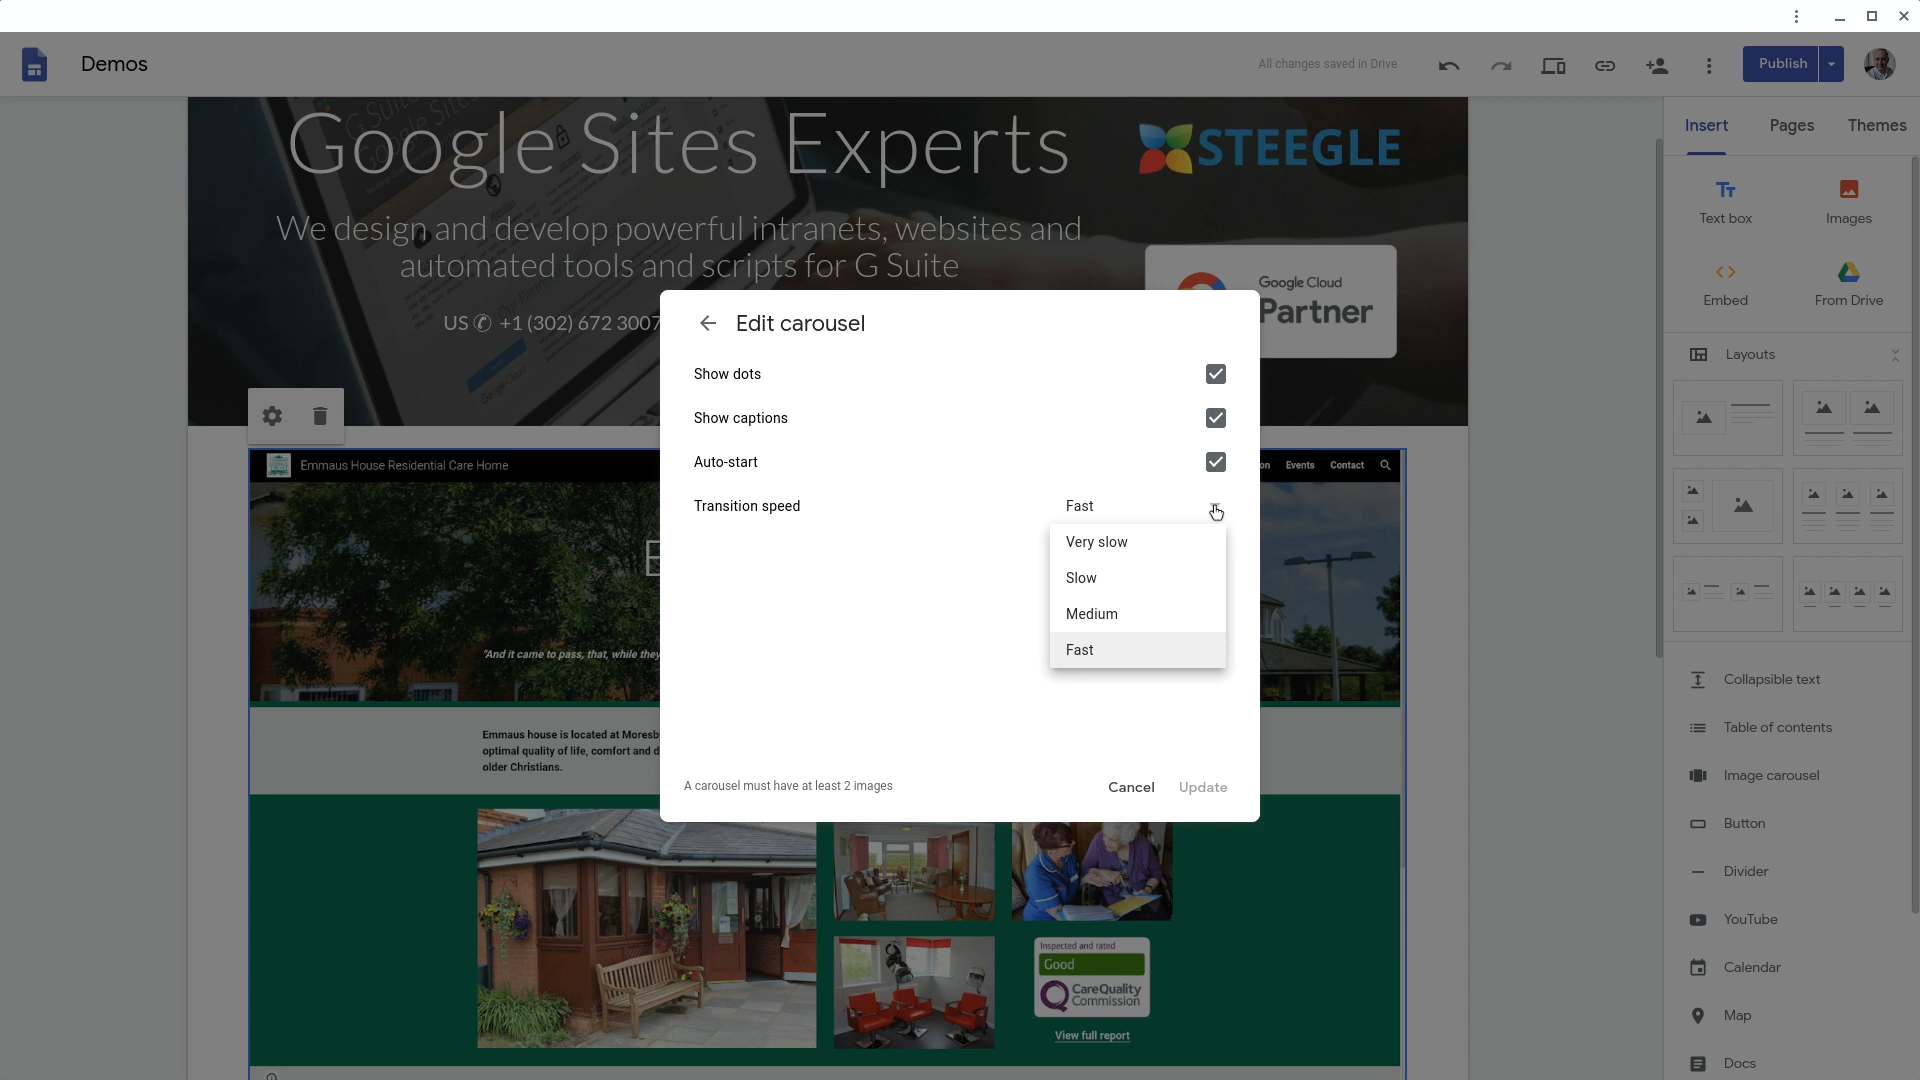 Demos
All changes saved in Drive
Publish
Google Sites Experts
STEEGLE
We design and develop powerful intranets, websites and
automated tools and scripts for G Suite
US ✆ +1 (302) 672 3007
Google Cloud
Partner
Edit carousel
Show dots
Show captions
Auto-start
Transition speed
Fast
Very slow
Slow
Medium
Fast
A carousel must have at least 2 images
Cancel
Update
Emmaus House Residential Care Home
on Events Contact
"And it came to pass, that, while they
Emmaus house is located at Moresby
optimal quality of life, comfort and d
older Christians.
Inspected and rated
Good
CareQuality
Commission
View full report
Insert
Pages
Themes
Text box
Images
Embed
From Drive
Layouts
Collapsible text
Table of contents
Image carousel
Button
Divider
YouTube
Calendar
Map
Docs